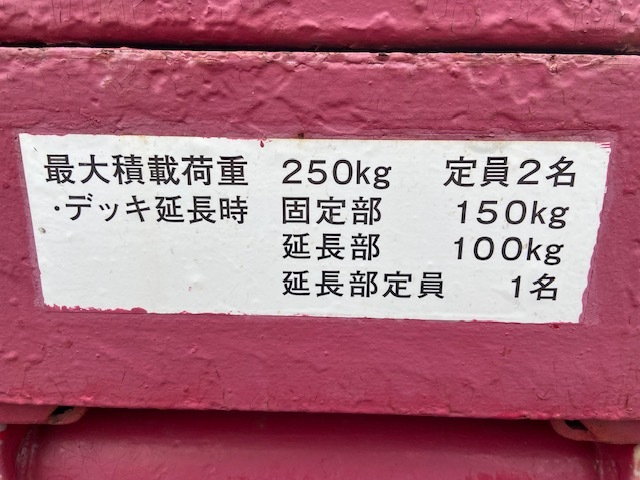 最大積載荷重 250kg 定員2名
・デッキ延長時 固定部 150kg
延長部 100kg
延長部定員 1名